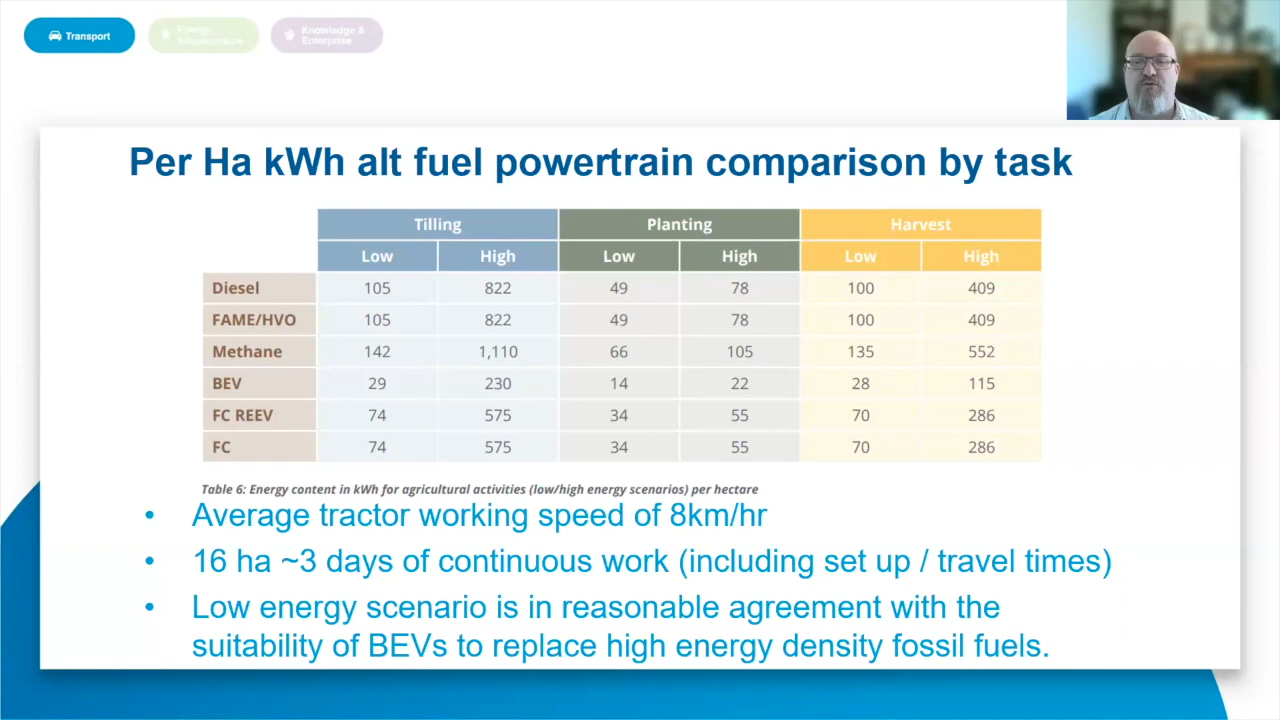 Transport
Energy
Infrastructure
Knowledge &
Enterprise
Per Ha kWh alt fuel powertrain comparison by task
Tilling Planting Harvest
Low High Low High Low High
Diesel 105 822 49 78 100 409
FAME/HVO 105 822 49 78 100 409
Methane 142 1,110 66 105 135 552
BEV 29 230 14 22 28 115
FC REEV 74 575 34 55 70 286
FC 74 575 34 55 70 286
Table 6: Energy content in kWh for agricultural activities (low/high energy scenarios) per hectare
• Average tractor working speed of 8km/hr
• 16 ha ~3 days of continuous work (including set up / travel times)
• Low energy scenario is in reasonable agreement with the
suitability of BEVs to replace high energy density fossil fuels.